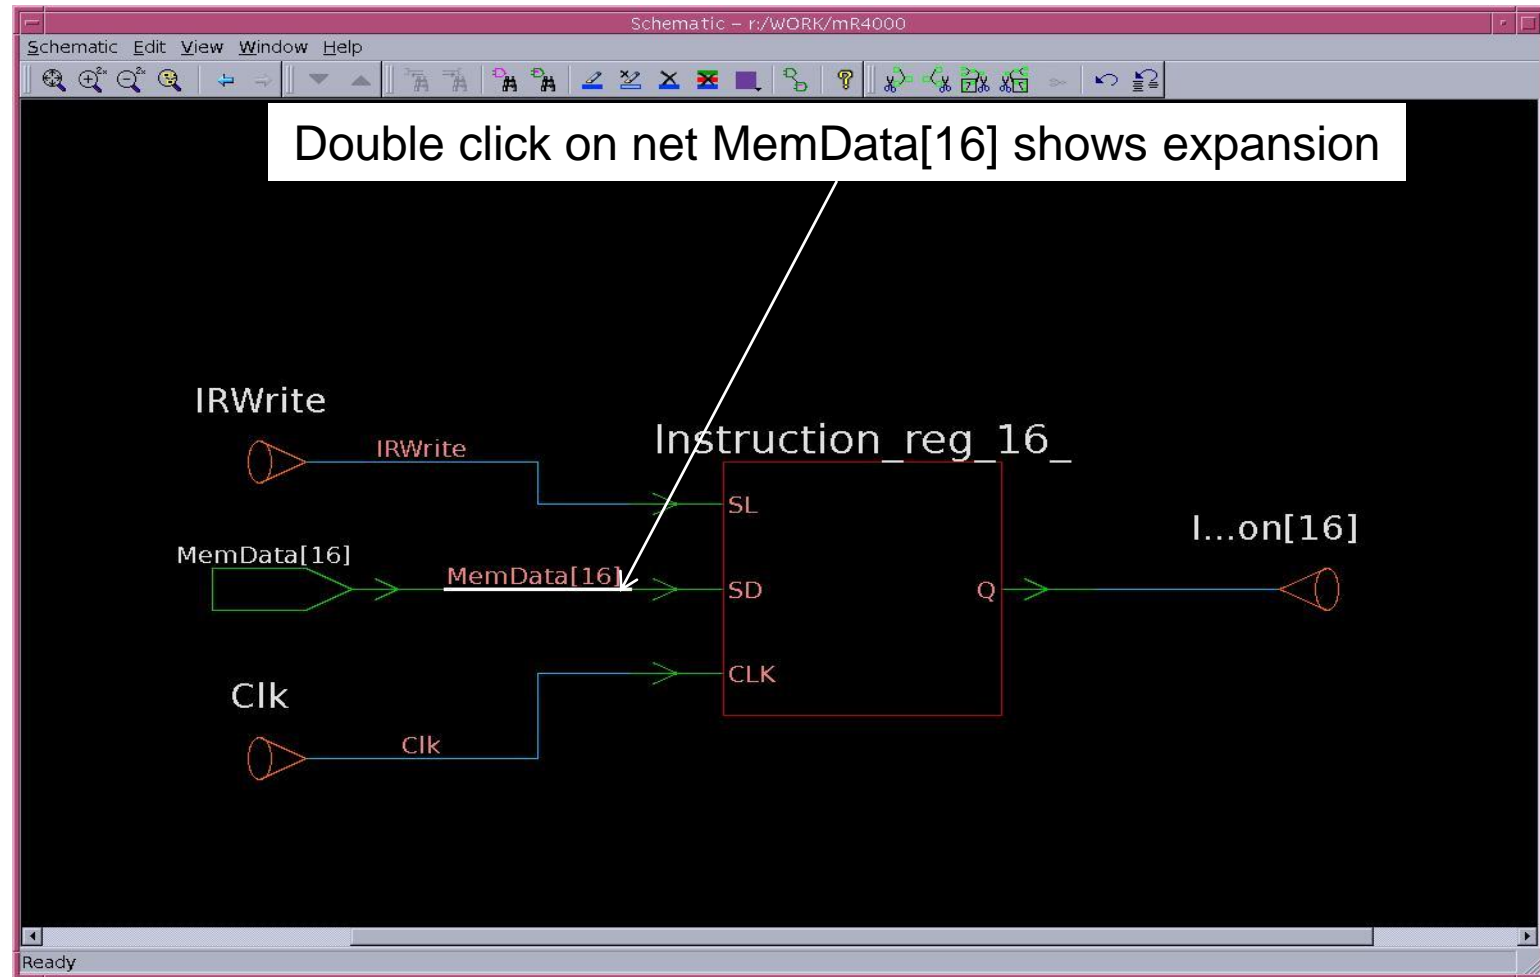 Schematic – r:/WORK/mR4000
Schematic Edit View Window Help
Double click on net MemData[16] shows expansion
IRWrite
IRWrite
Instruction_reg_16_
SL
I...on[16]
MemData[16]
MemData[16]
SD
Q
CLK
Clk
Clk
Ready